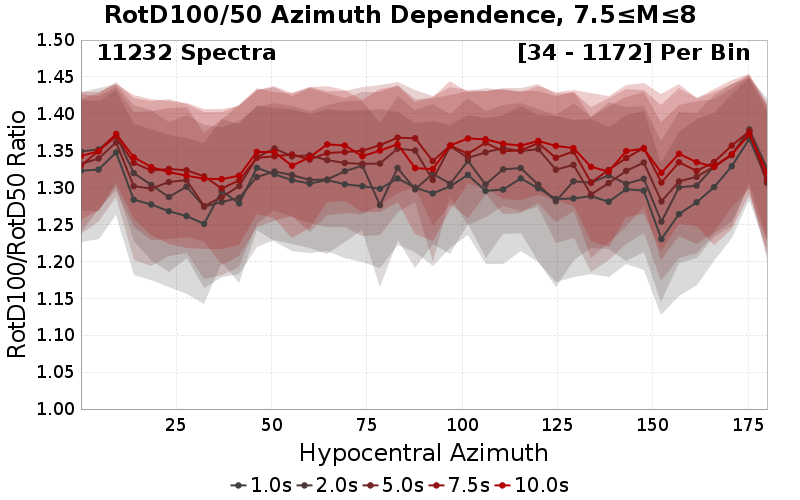 RotD100/50 Azimuth Dependence, 7.5≤M≤8
11232 Spectra
[34 - 1172] Per Bin
RotD100/RotD50 Ratio
1.50
1.45
1.40
1.35
1.30
1.25
1.20
1.15
1.10
1.05
1.00
25 50 75 100 125 150 175
Hypocentral Azimuth
1.0s 2.0s 5.0s 7.5s 10.0s